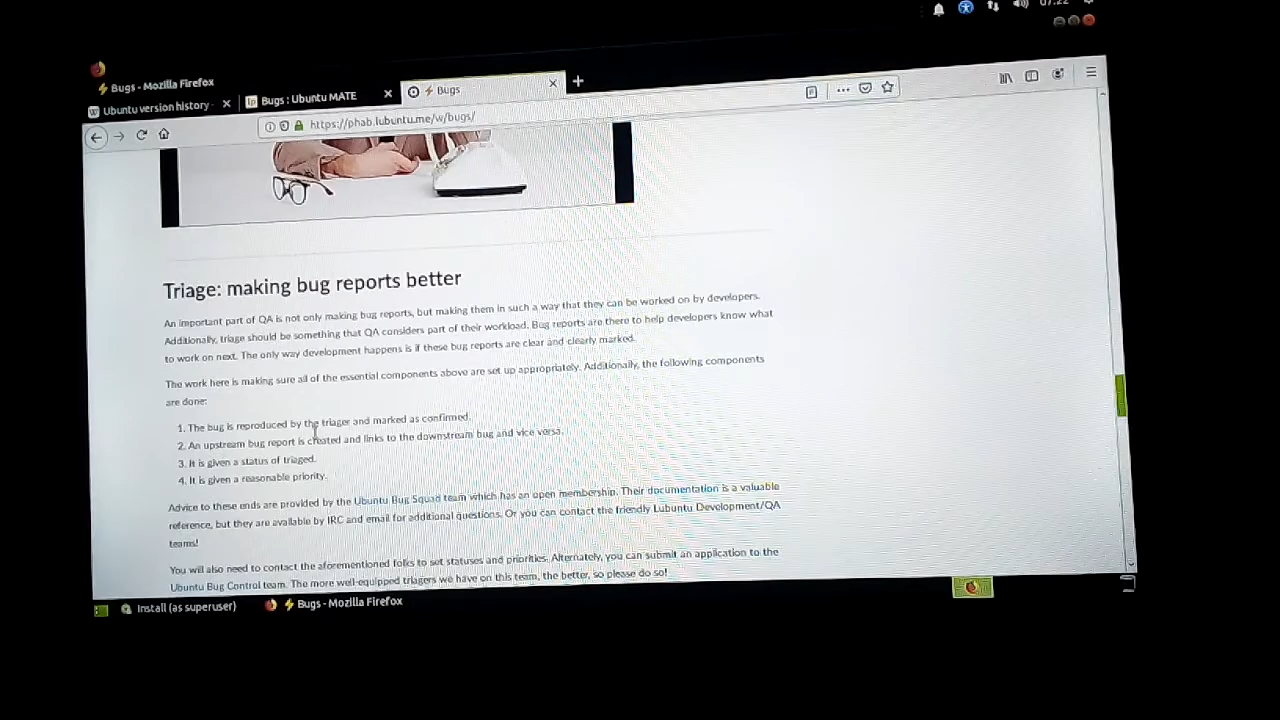 Bugs - Mozilla Firefox
Ubuntu version history
Bugs : Ubuntu MATE
Bugs
https://phab.lubuntu.me/w/bugs/
Triage: making bug reports better
An important part of QA is not only making bug reports, but making them in such a way that they can be worked on by developers.
Additionally, triage should be something that QA considers part of their workload. Bug reports are there to help developers know what
to work on next. The only way development happens is if these bug reports are clear and clearly marked.
The work here is making sure all of the essential components above are set up appropriately. Additionally, the following components
are done:
1. The bug is reproduced by the triager and marked as confirmed.
2. An upstream bug report is created and links to the downstream bug and vice versa.
3. It is given a status of triaged.
4. It is given a reasonable priority.
Advice to these ends are provided by the Ubuntu Bug Squad team which has an open membership. Their documentation is a valuable
reference, but they are available by IRC and email for additional questions. Or you can contact the friendly Lubuntu Development/QA
teams!
You will also need to contact the aforementioned folks to set statuses and priorities. Alternately, you can submit an application to the
Ubuntu Bug Control team. The more well-equipped triagers we have on this team, the better, so please do so!
Install (as superuser)
Bugs - Mozilla Firefox